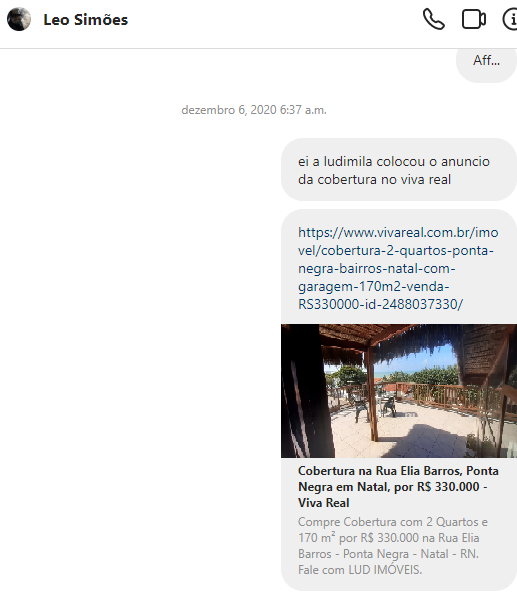 Leo Simões
Aff...
dezembro 6, 2020 6:37 a.m.
ei a ludimila colocou o anuncio
da cobertura no viva real
https://www.vivareal.com.br/imo
vel/cobertura-2-quartos-ponta-
negra-bairros-natal-com-
garagem-170m2-venda-
RS330000-id-2488037330/
Cobertura na Rua Elia Barros, Ponta
Negra em Natal, por R$ 330.000 -
Viva Real
Compre Cobertura com 2 Quartos e
170 m² por R$ 330.000 na Rua Elia
Barros - Ponta Negra - Natal - RN.
Fale com LUD IMÓVEIS.